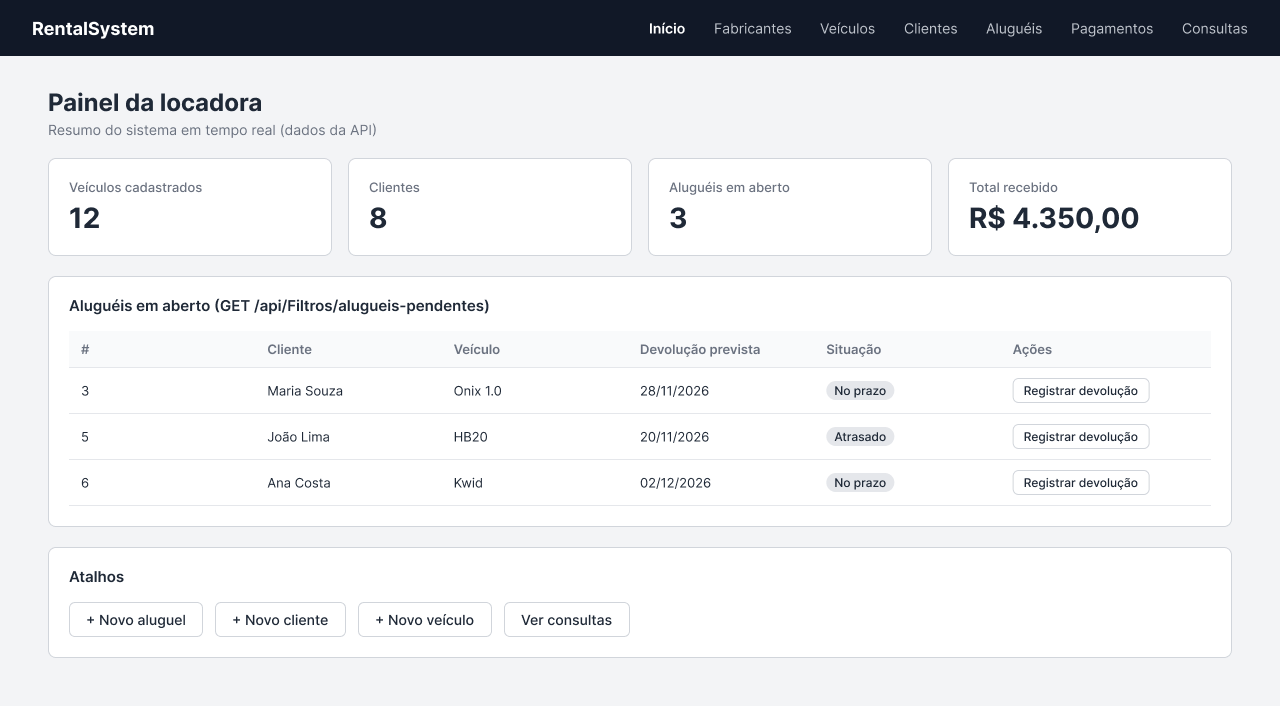 RentalSystem
Início Fabricantes Veículos Clientes Aluguéis Pagamentos Consultas
Painel da locadora
Resumo do sistema em tempo real (dados da API)
Veículos cadastrados
12
Clientes
8
Aluguéis em aberto
3
Total recebido
R$ 4.350,00
Aluguéis em aberto (GET /api/Filtros/alugueis-pendentes)
# Cliente Veículo Devolução prevista Situação Ações
3 Maria Souza Onix 1.0 28/11/2026 No prazo Registrar devolução
5 João Lima HB20 20/11/2026 Atrasado Registrar devolução
6 Ana Costa Kwid 02/12/2026 No prazo Registrar devolução
Atalhos
+ Novo aluguel + Novo cliente + Novo veículo Ver consultas